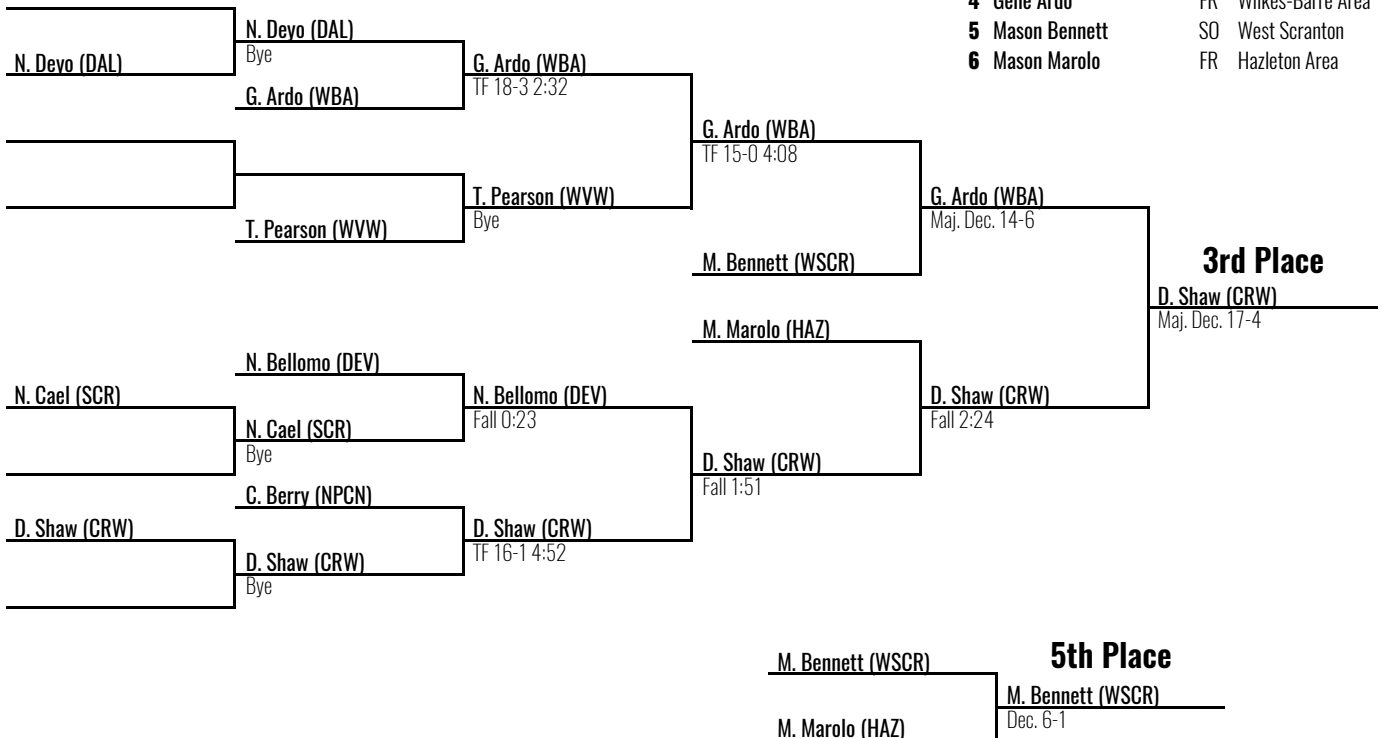 4 Gene Ardo FR Wilkes-Barre Area
5 Mason Bennett SO West Scranton
6 Mason Marolo FR Hazleton Area
N. Deyo (DAL)
N. Deyo (DAL)
Bye
G. Ardo (WBA)
G. Ardo (WBA)
TF 18-3 2:32
G. Ardo (WBA)
TF 15-0 4:08
T. Pearson (WVW)
T. Pearson (WVW)
Bye
G. Ardo (WBA)
Maj. Dec. 14-6
M. Bennett (WSCR)
3rd Place
D. Shaw (CRW)
Maj. Dec. 17-4
M. Marolo (HAZ)
N. Bellomo (DEV)
N. Cael (SCR)
N. Bellomo (DEV)
Fall 0:23
D. Shaw (CRW)
Fall 2:24
N. Cael (SCR)
Bye
D. Shaw (CRW)
Fall 1:51
C. Berry (NPCN)
D. Shaw (CRW)
D. Shaw (CRW)
TF 16-1 4:52
D. Shaw (CRW)
Bye
5th Place
M. Bennett (WSCR)
M. Bennett (WSCR)
Dec. 6-1
M. Marolo (HAZ)